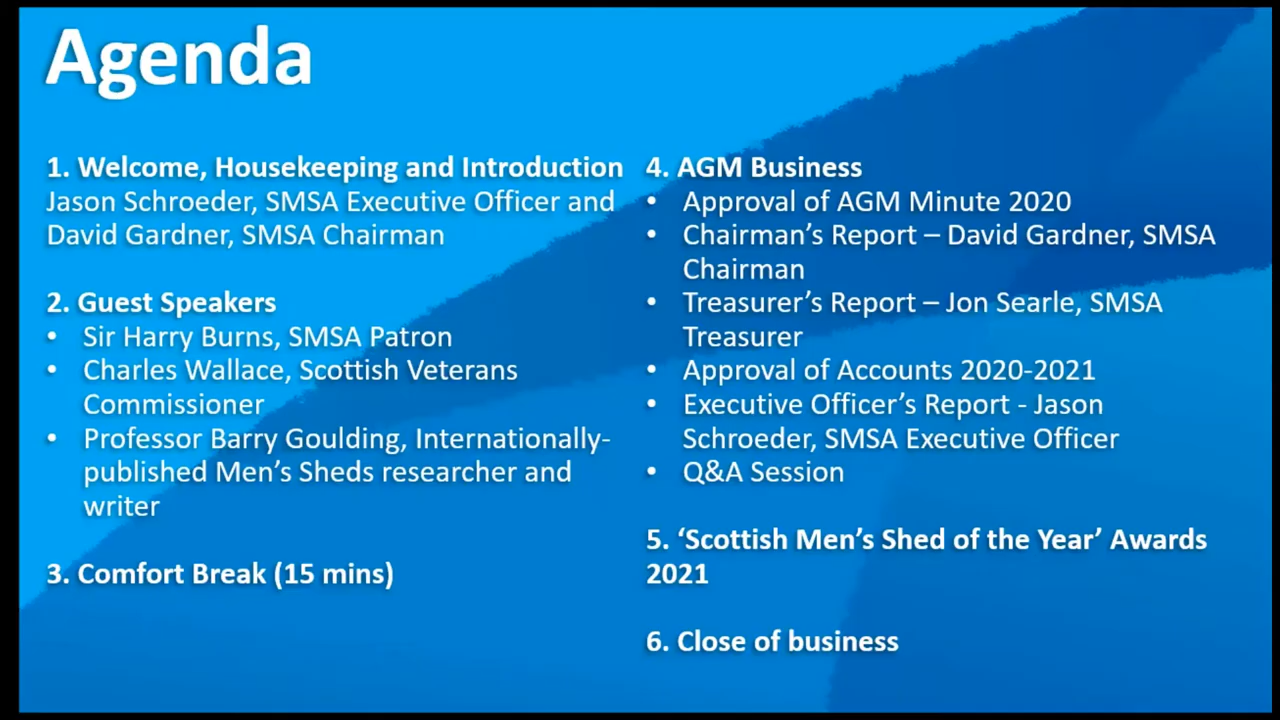 Agenda
1. Welcome, Housekeeping and Introduction
Jason Schroeder, SMSA Executive Officer and
David Gardner, SMSA Chairman
2. Guest Speakers
• Sir Harry Burns, SMSA Patron
• Charles Wallace, Scottish Veterans
Commissioner
• Professor Barry Goulding, Internationally-
published Men’s Sheds researcher and
writer
3. Comfort Break (15 mins)
4. AGM Business
• Approval of AGM Minute 2020
• Chairman’s Report – David Gardner, SMSA
Chairman
• Treasurer’s Report – Jon Searle, SMSA
Treasurer
• Approval of Accounts 2020-2021
• Executive Officer’s Report - Jason
Schroeder, SMSA Executive Officer
• Q&A Session
5. ‘Scottish Men’s Shed of the Year’ Awards
2021
6. Close of business